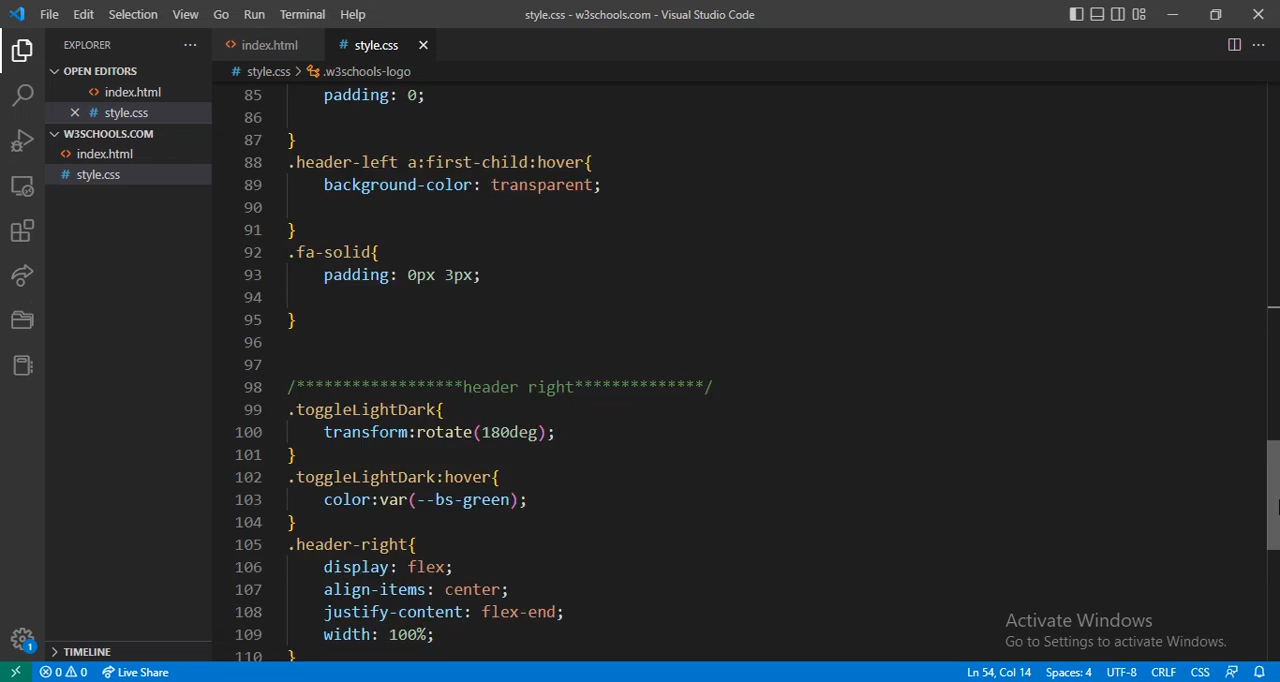 File Edit Selection View Go Run Terminal Help
style.css - w3schools.com - Visual Studio Code
EXPLORER
OPEN EDITORS
index.html
style.css
W3SCHOOLS.COM
index.html
style.css
TIMELINE
index.html
# style.css
# style.css > .w3schools-logo
85 padding: 0;
86
87 }
88 .header-left a:first-child:hover{
89 background-color: transparent;
90
91 }
92 .fa-solid{
93 padding: 0px 3px;
94
95 }
96
97
98 /******************header right**************/
99 .toggleLightDark{
100 transform:rotate(180deg);
101 }
102 .toggleLightDark:hover{
103 color:var(--bs-green);
104 }
105 .header-right{
106 display: flex;
107 align-items: center;
108 justify-content: flex-end;
109 width: 100%;
110 }
Activate Windows
Go to Settings to activate Windows.
1
0 0 Live Share
Ln 54, Col 14 Spaces: 4 UTF-8 CRLF CSS